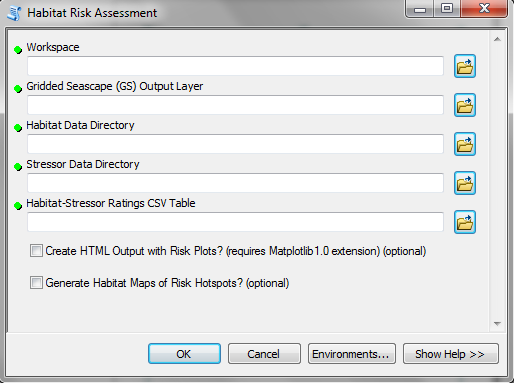 Habitat Risk Assessment
Workspace
Gridded Seascape (GS) Output Layer
Habitat Data Directory
Stressor Data Directory
Habitat-Stressor Ratings CSV Table
Create HTML Output with Risk Plots? (requires Matplotlib1.0 extension) (optional)
Generate Habitat Maps of Risk Hotspots? (optional)
OK Cancel Environments... Show Help >>